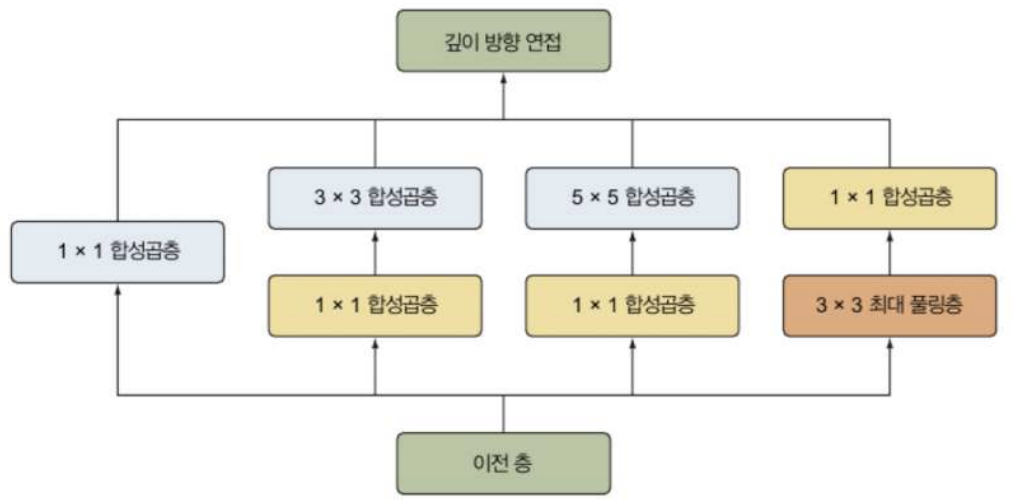 깊이 방향 연접
3 × 3 합성곱층
5 × 5 합성곱층
1 × 1 합성곱층
1 × 1 합성곱층
1 × 1 합성곱층
1 × 1 합성곱층
3 × 3 최대 풀링층
이전 층